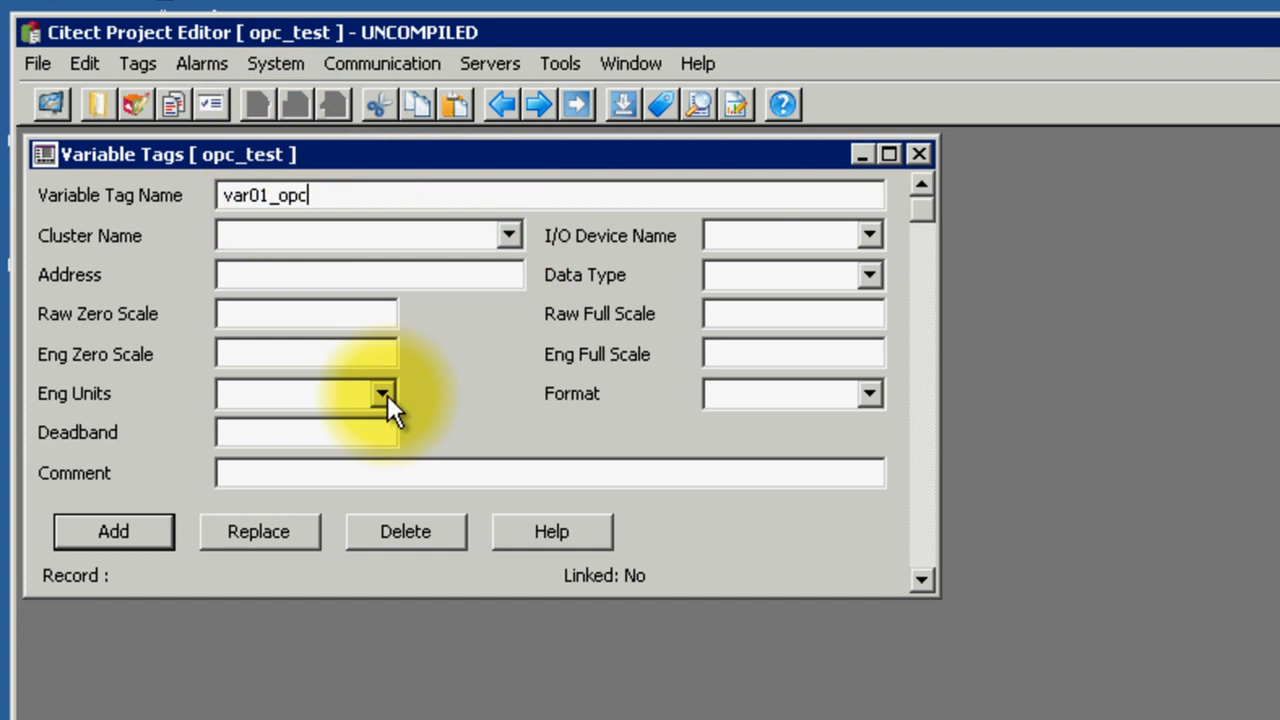 Citect Project Editor [ opc_test ] - UNCOMPILED
File Edit Tags Alarms System Communication Servers Tools Window Help
Variable Tags [ opc_test ]
Variable Tag Name var01_opc
Cluster Name I/O Device Name
Address Data Type
Raw Zero Scale Raw Full Scale
Eng Zero Scale Eng Full Scale
Eng Units Format
Deadband
Comment
Add Replace Delete Help
Record : Linked: No